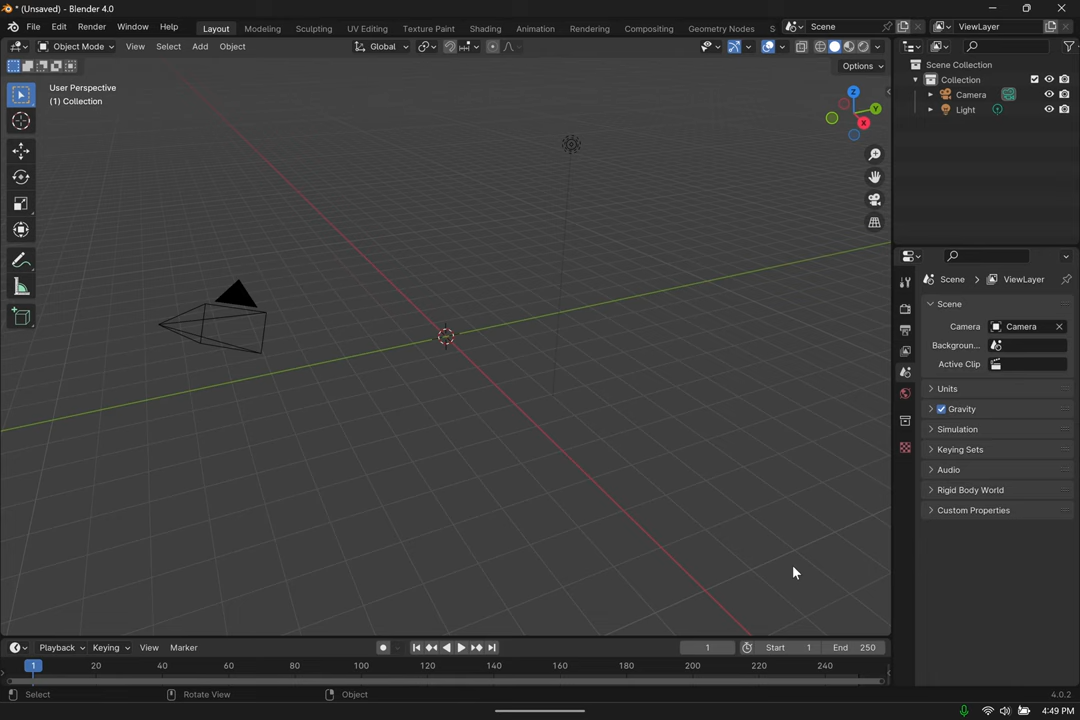 * (Unsaved) - Blender 4.0
File Edit Render Window Help Layout Modeling Sculpting UV Editing Texture Paint Shading Animation Rendering Compositing Geometry Nodes S Scene ViewLayer
Object Mode View Select Add Object Global
Options
User Perspective
(1) Collection
Z
Y
X
Scene Collection
Collection
Camera
Light
Scene ViewLayer
Scene
Camera Camera
Backgroun...
Active Clip
Units
Gravity
Simulation
Keying Sets
Audio
Rigid Body World
Custom Properties
Playback Keying View Marker 1 Start 1 End 250
1 20 40 60 80 100 120 140 160 180 200 220 240
Select Rotate View Object 4.0.2
4:49 PM